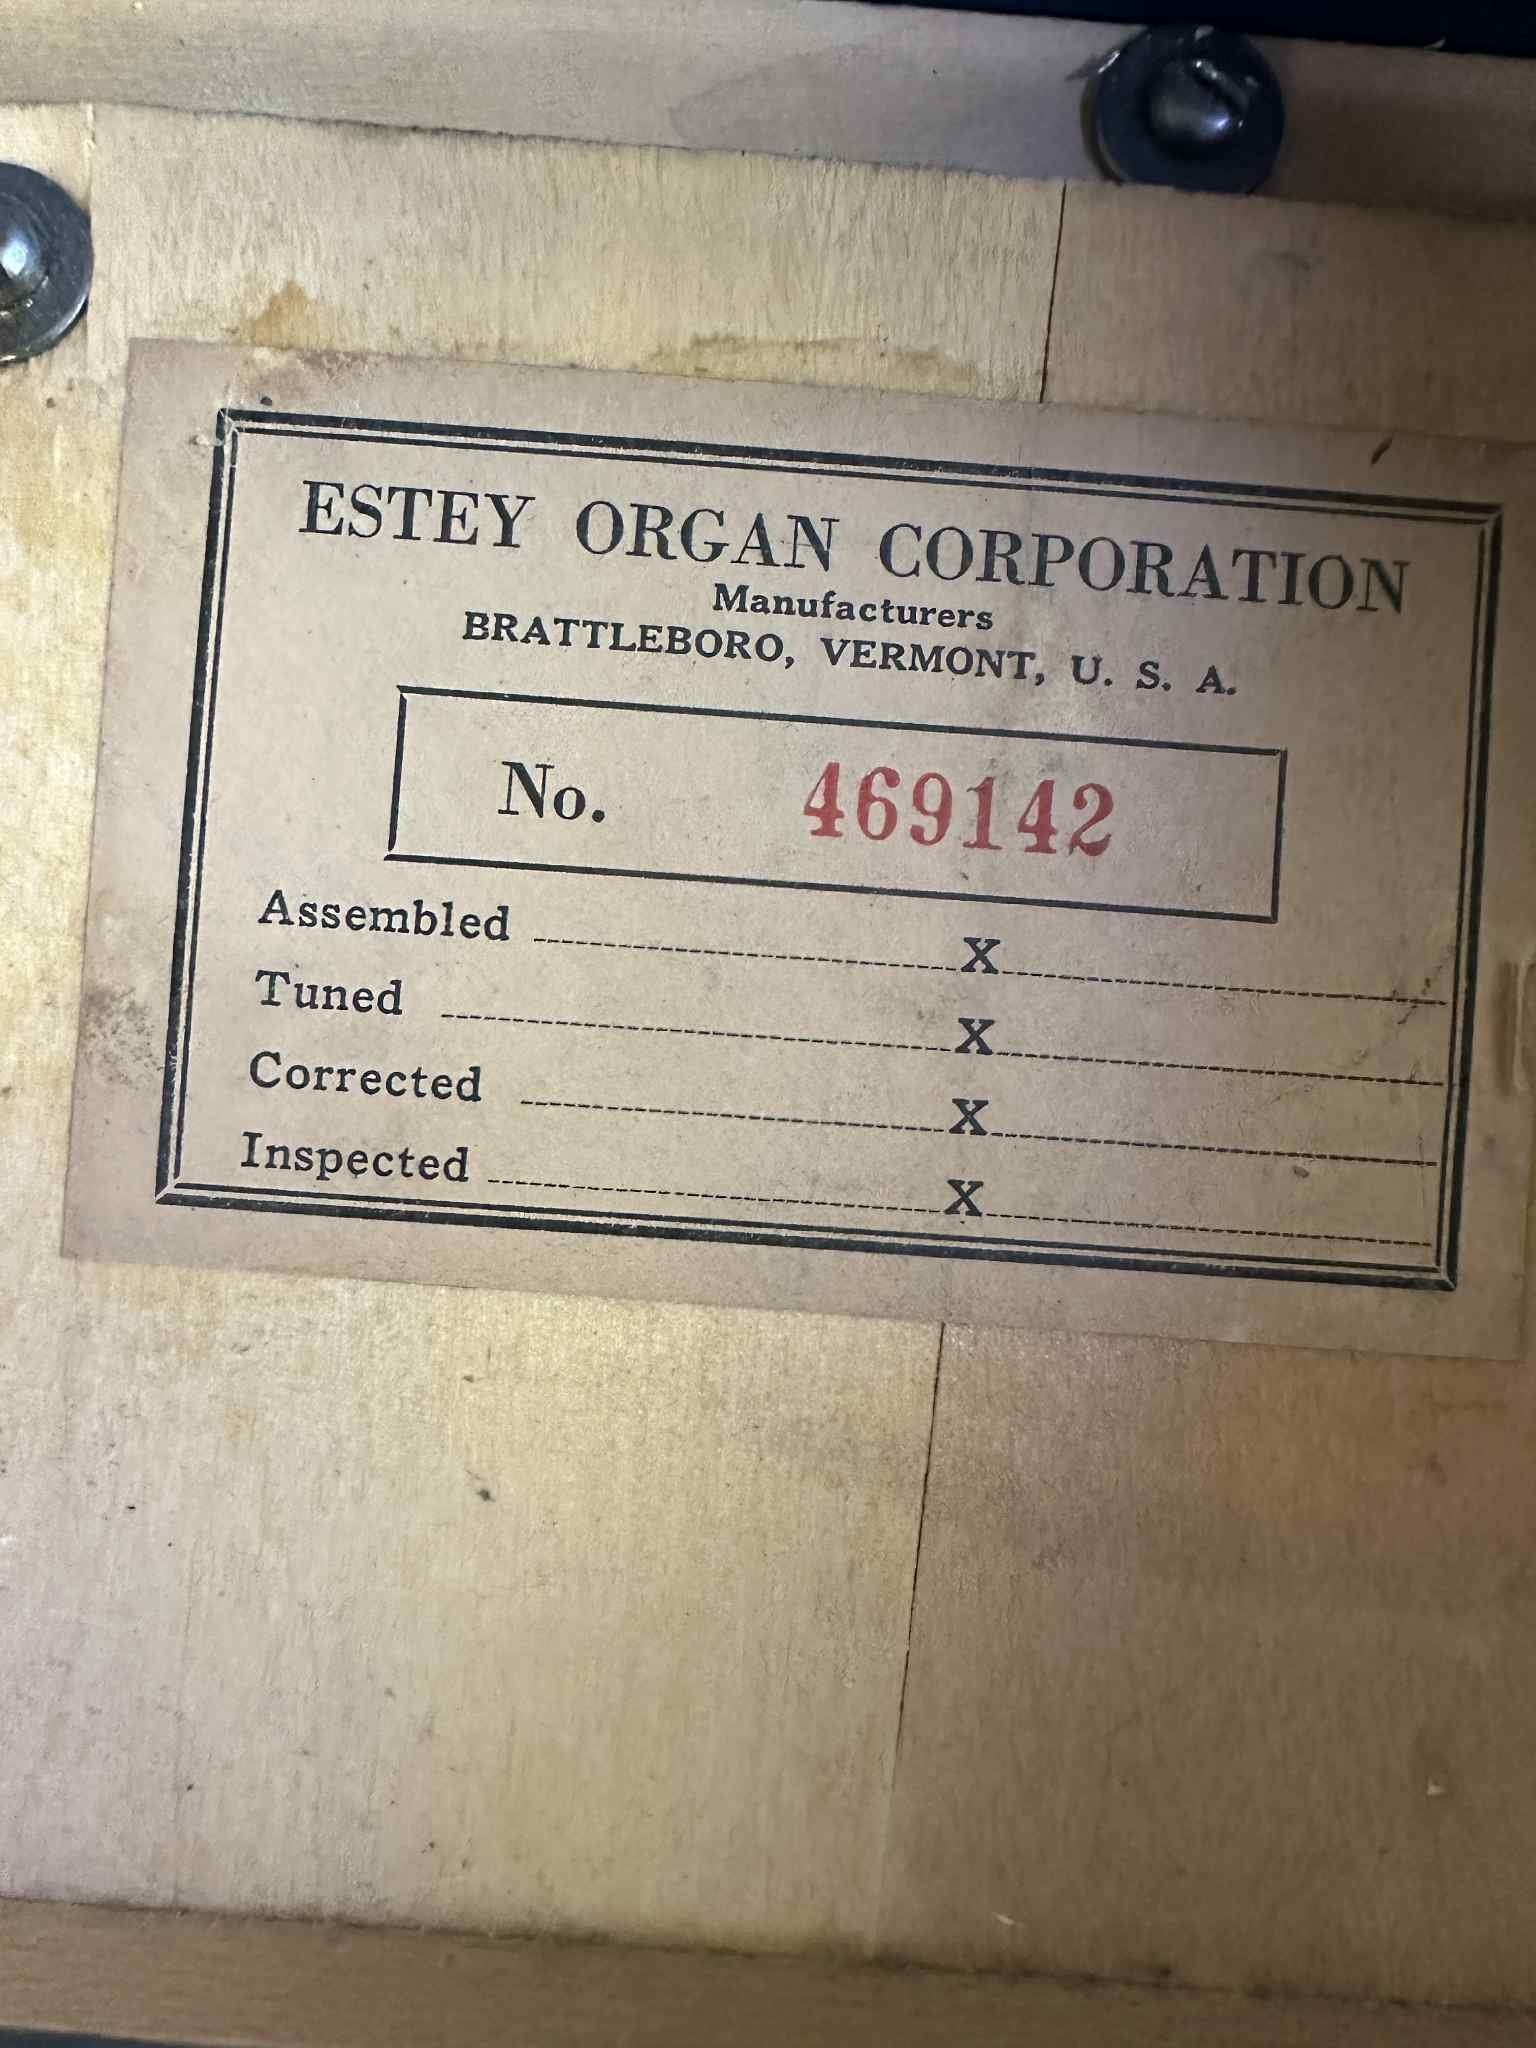 ESTEY ORGAN CORPORATION
Manufacturers
BRATTLEBORO, VERMONT, U. S. A.
No. 469142
Assembled X
Tuned X
Corrected X
Inspected X